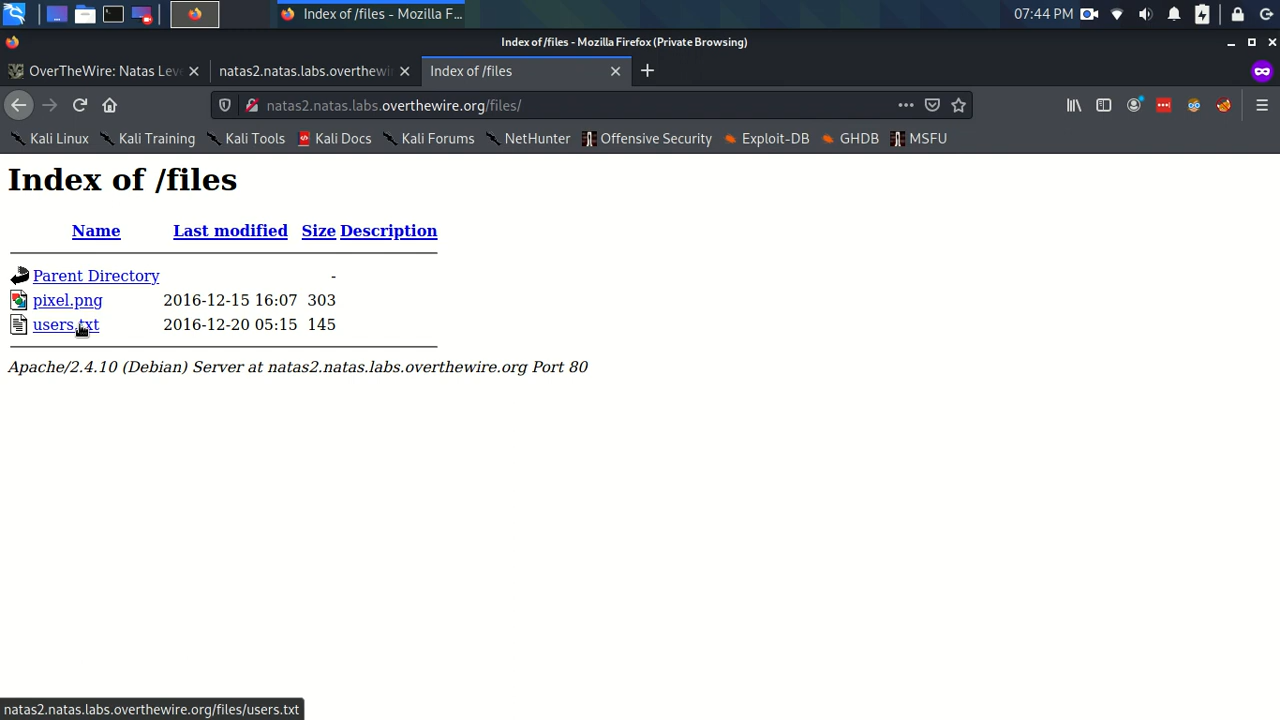 Index of /files - Mozilla F...
07:44 PM
Index of /files - Mozilla Firefox (Private Browsing)
OverTheWire: Natas Leve
natas2.natas.labs.overthewi
Index of /files
natas2.natas.labs.overthewire.org/files/
Kali Linux Kali Training Kali Tools Kali Docs Kali Forums NetHunter Offensive Security Exploit-DB GHDB MSFU
Index of /files
Name Last modified Size Description
Parent Directory -
pixel.png 2016-12-15 16:07 303
users.txt 2016-12-20 05:15 145
Apache/2.4.10 (Debian) Server at natas2.natas.labs.overthewire.org Port 80
natas2.natas.labs.overthewire.org/files/users.txt